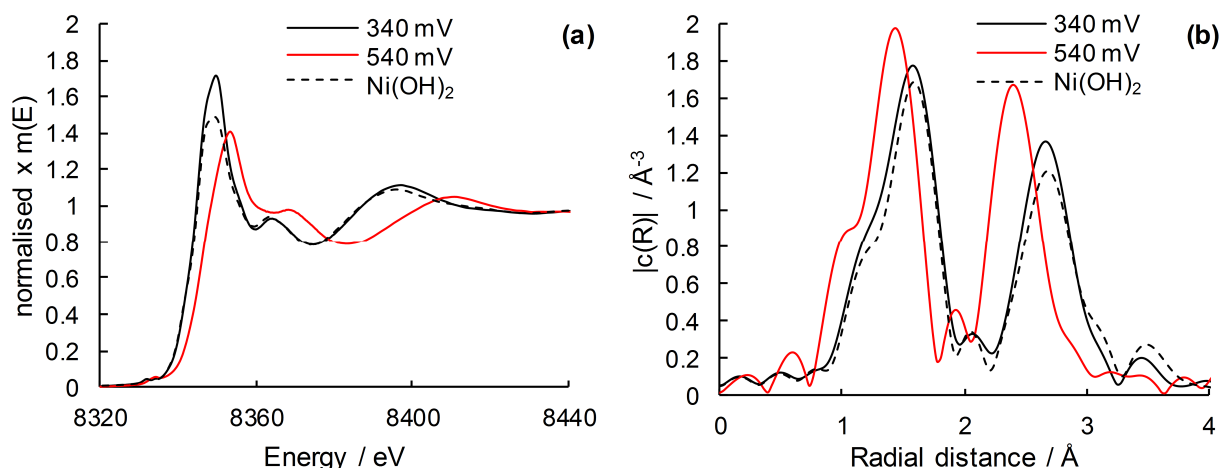 340 mV
540 mV
Ni(OH)₂
(a)
normalised x m(E)
2
1.8
1.6
1.4
1.2
1
0.8
0.6
0.4
0.2
0
8320
8360
8400
8440
Energy / eV
340 mV
540 mV
Ni(OH)₂
(b)
|c(R)| / Å⁻³
2
1.8
1.6
1.4
1.2
1
0.8
0.6
0.4
0.2
0
0
1
2
3
4
Radial distance / Å